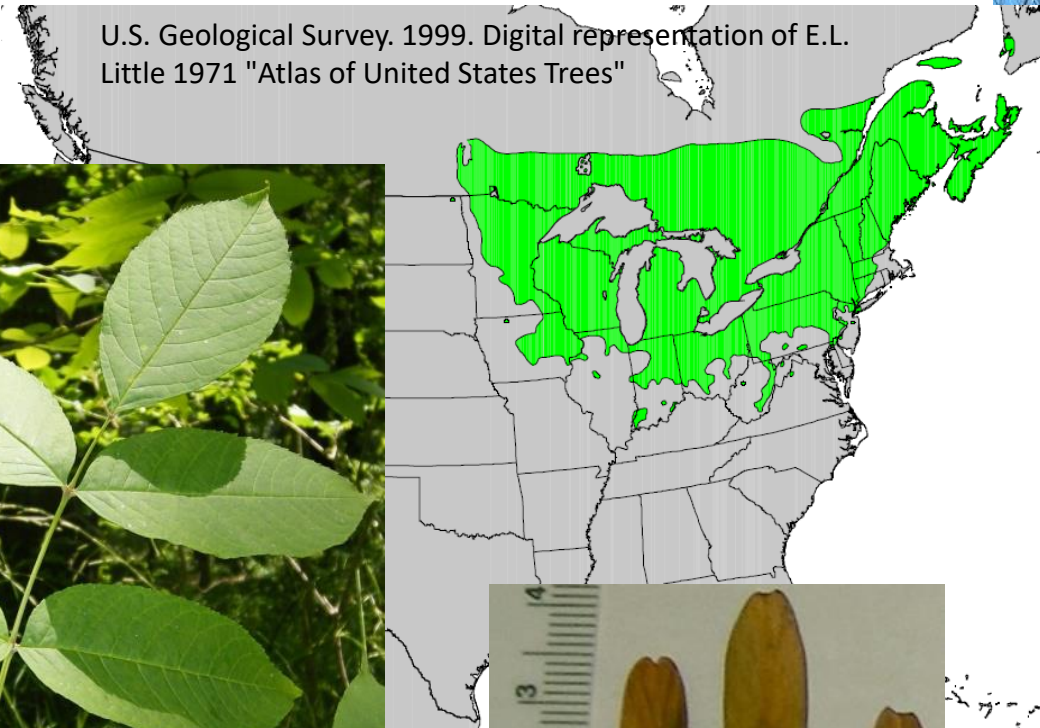 U.S. Geological Survey. 1999. Digital representation of E.L.
Little 1971 "Atlas of United States Trees"
4
3